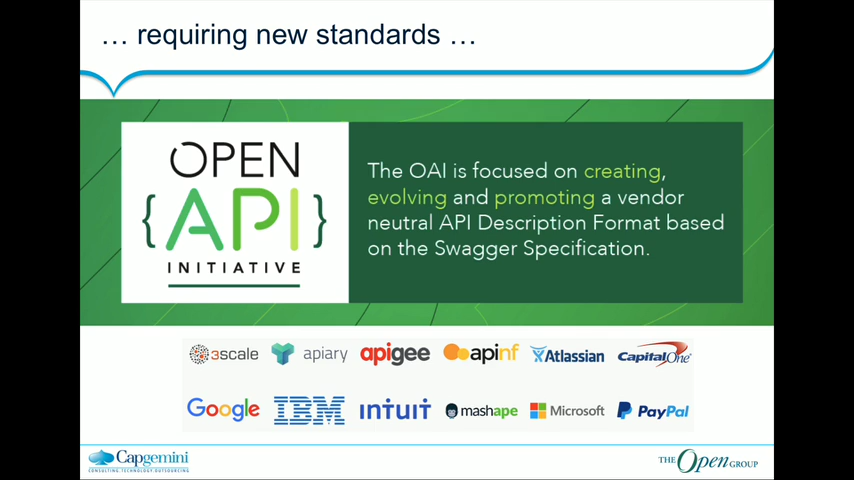 … requiring new standards …
OPEN
{API}
INITIATIVE
The OAI is focused on creating,
evolving and promoting a vendor
neutral API Description Format based
on the Swagger Specification.
3scale apiary apigee apinf Atlassian CapitalOne
Google IBM intuit mashape Microsoft PayPal
Capgemini
CONSULTING.TECHNOLOGY.OUTSOURCING
THE Open GROUP